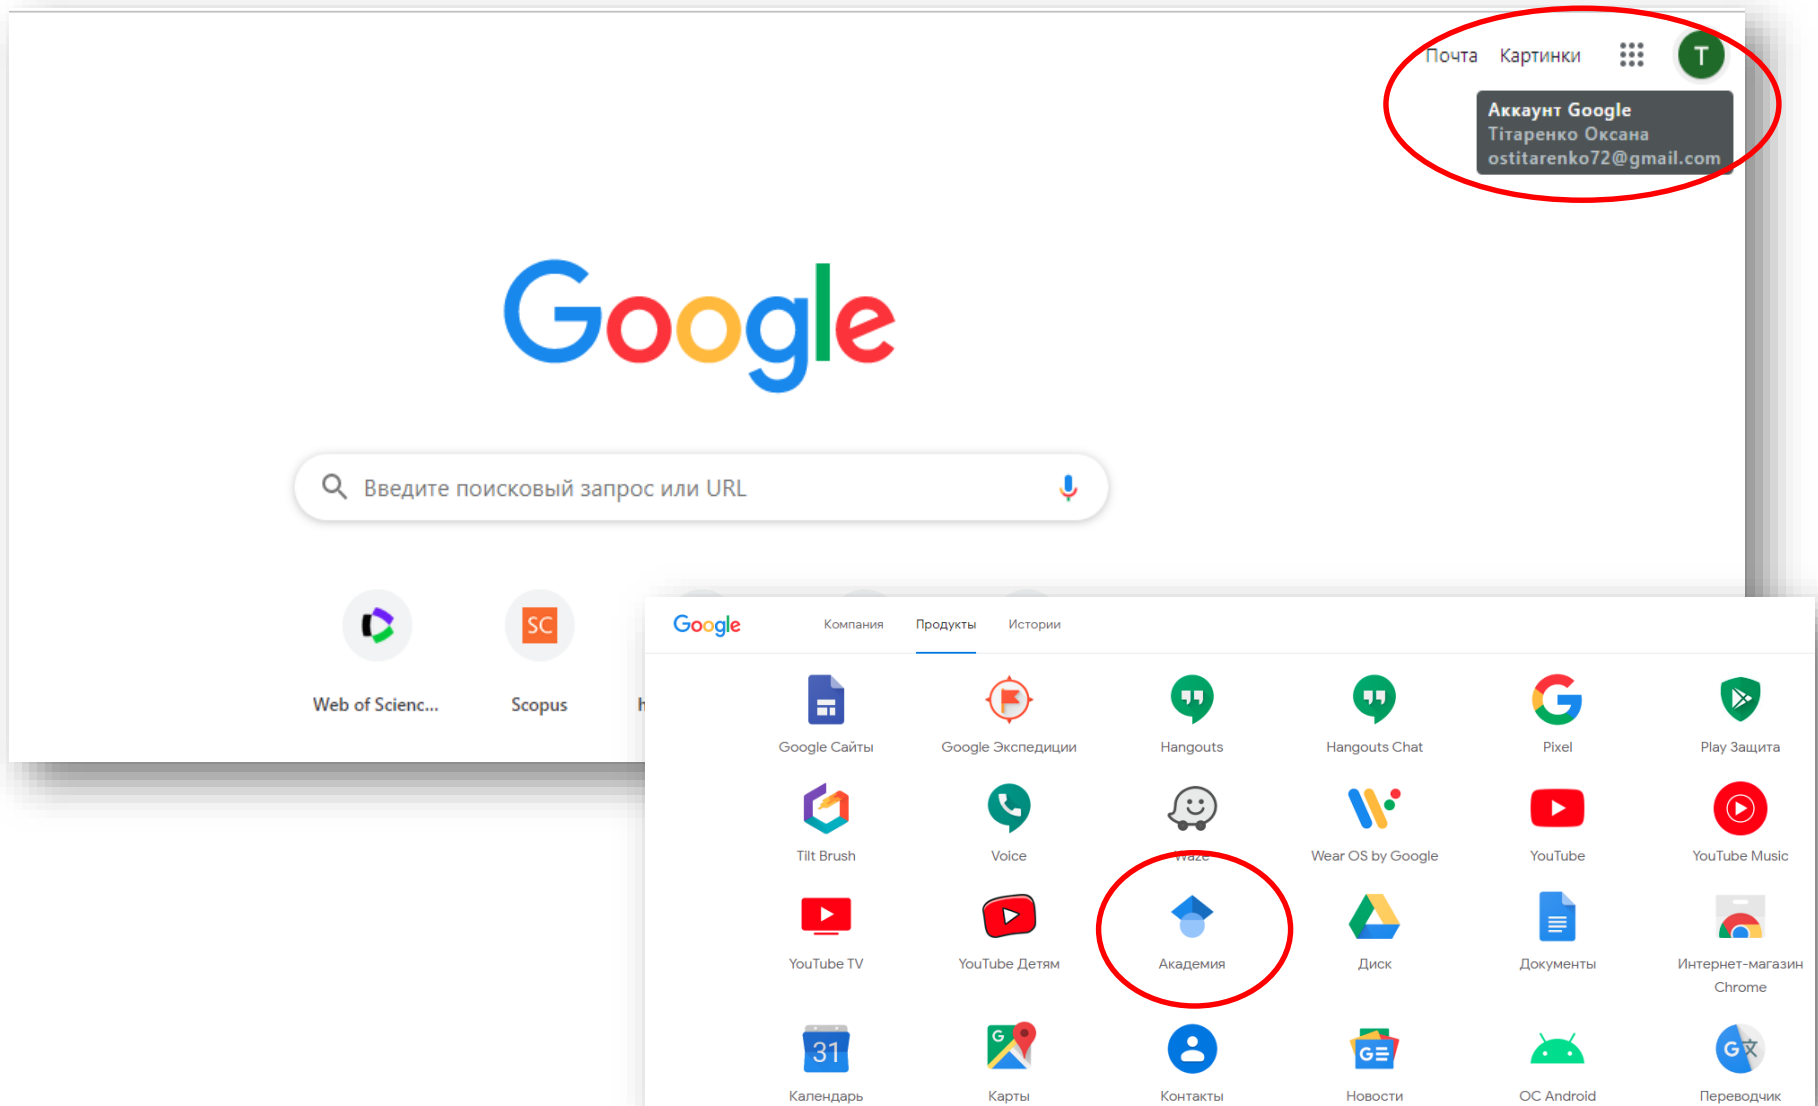 Почта Картинки
T
Аккаунт Google
Тітаренко Оксана
ostitarenko72@gmail.com
Google
Введите поисковый запрос или URL
SC
Web of Scienc...
Scopus
Google
Компания Продукты Истории
Google Сайты
Google Экспедиции
Hangouts
Hangouts Chat
Pixel
Play Защита
Tilt Brush
Voice
Waze
Wear OS by Google
YouTube
YouTube Music
YouTube TV
YouTube Детям
Академия
Диск
Документы
Интернет-магазин
Chrome
31
G
G
Календарь
Карты
Контакты
Новости
ОС Android
Переводчик